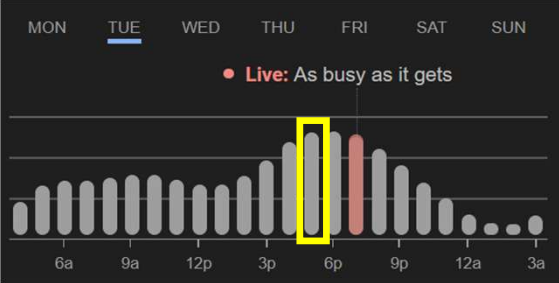 MON TUE WED THU FRI SAT SUN
Live: As busy as it gets
6a 9a 12p 3p 6p 9p 12a 3a